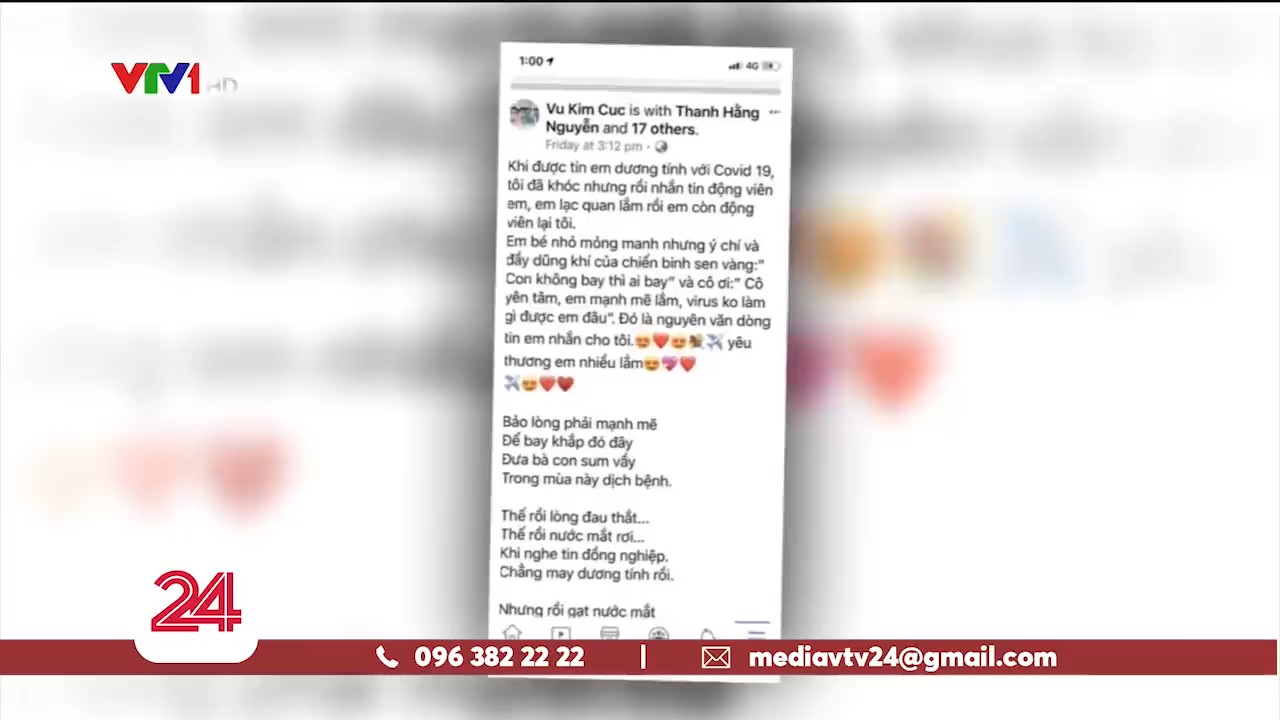 VTV1 HD
1:00
4G
Vu Kim Cuc is with Thanh Hằng
Nguyễn and 17 others.
Friday at 3:12 pm ·
Khi được tin em dương tính với Covid 19,
tôi đã khóc nhưng rồi nhắn tin động viên
em, em lạc quan lắm rồi em còn động
viên lại tôi.
Em bé nhỏ mỏng manh nhưng ý chí và
đầy dũng khí của chiến binh sen vàng:"
Con không bay thì ai bay" và cô ơi:" Cô
yên tâm, em mạnh mẽ lắm, virus ko làm
gì được em đâu". Đó là nguyên văn dòng
tin em nhắn cho tôi.😍❤️😍💐✈️ yêu
thương em nhiều lắm😍💖❤️
✈️😍❤️❤️
Bảo lòng phải mạnh mẽ
Để bay khắp đó đây
Đưa bà con sum vầy
Trong mùa này dịch bệnh.
Thế rồi lòng đau thắt...
Thế rồi nước mắt rơi...
Khi nghe tin đồng nghiệp.
Chẳng may dương tính rồi.
Nhưng rồi gạt nước mắt
24
096 382 22 22 | mediavtv24@gmail.com